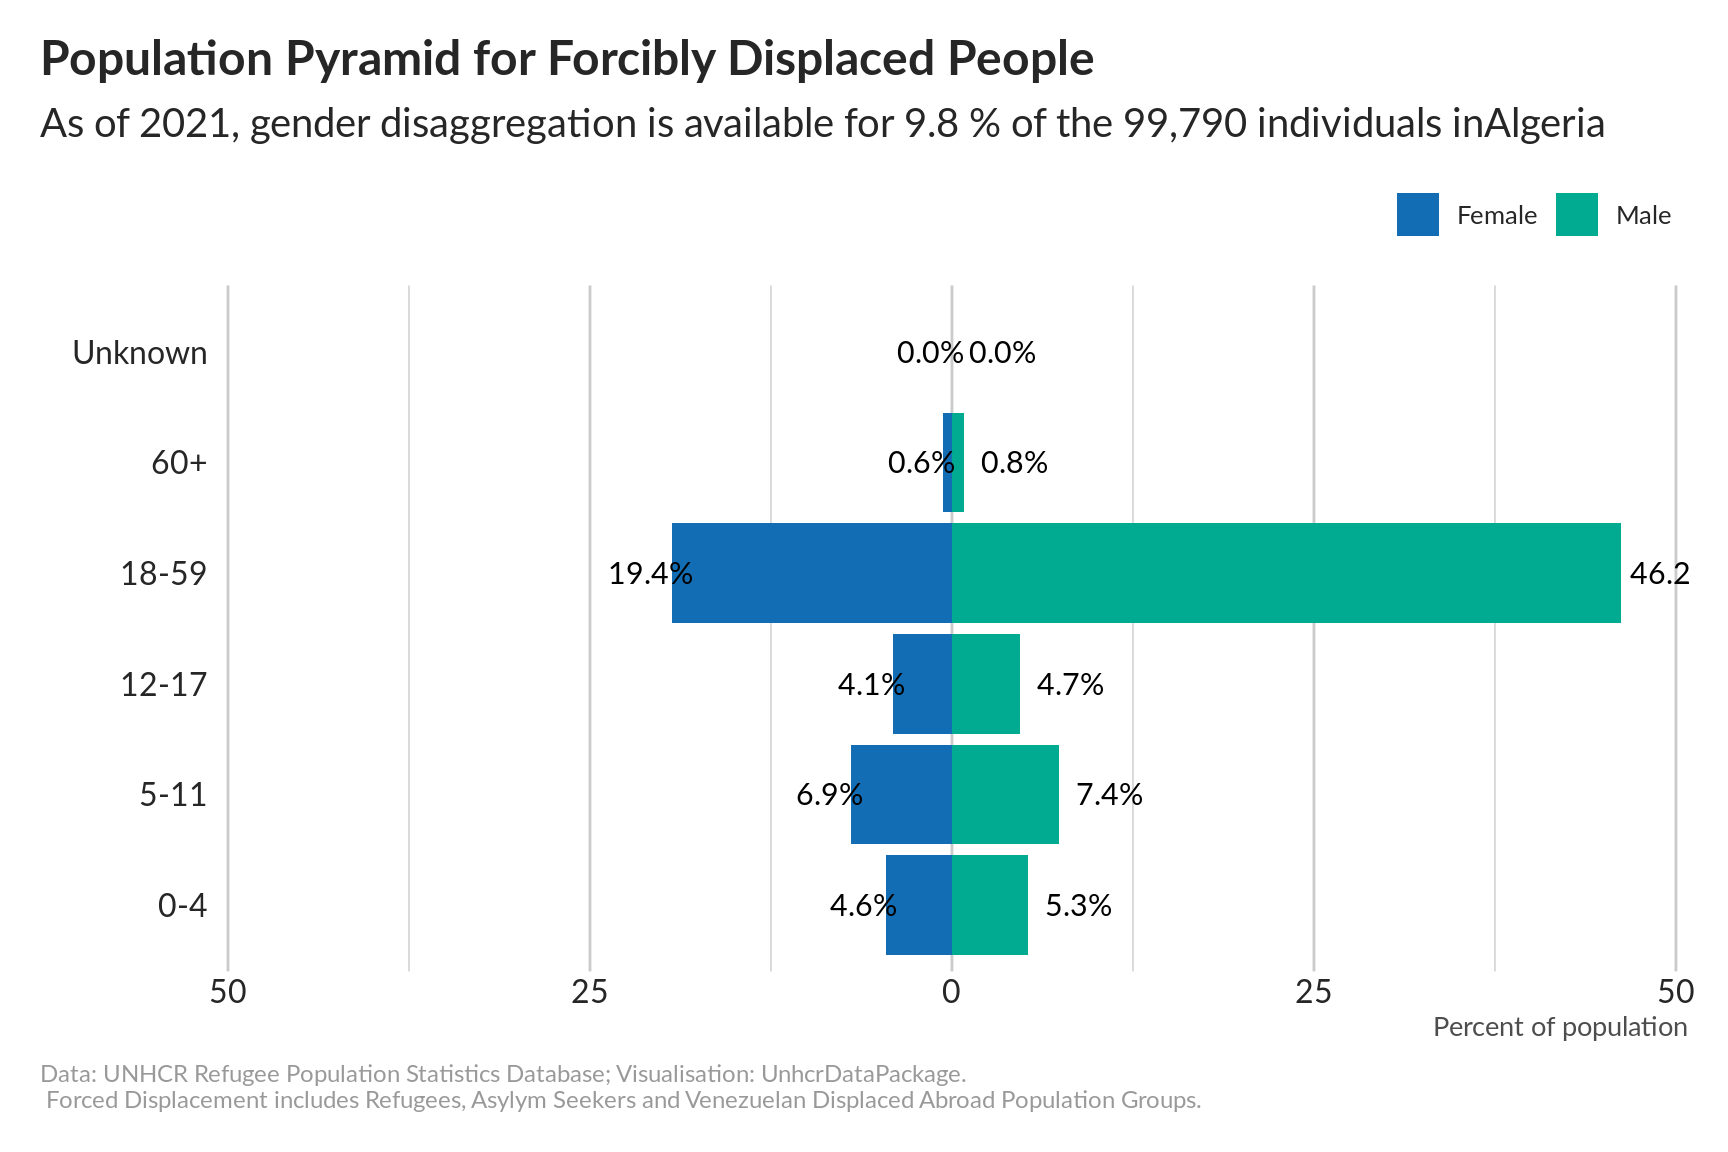 Population Pyramid for Forcibly Displaced People
As of 2021, gender disaggregation is available for 9.8 % of the 99,790 individuals inAlgeria
Female Male
Unknown 0.0% 0.0%
60+ 0.6% 0.8%
18-59 19.4% 46.2
12-17 4.1% 4.7%
5-11 6.9% 7.4%
0-4 4.6% 5.3%
50 25 0 25 50
Percent of population
Data: UNHCR Refugee Population Statistics Database; Visualisation: UnhcrDataPackage.
Forced Displacement includes Refugees, Asylym Seekers and Venezuelan Displaced Abroad Population Groups.